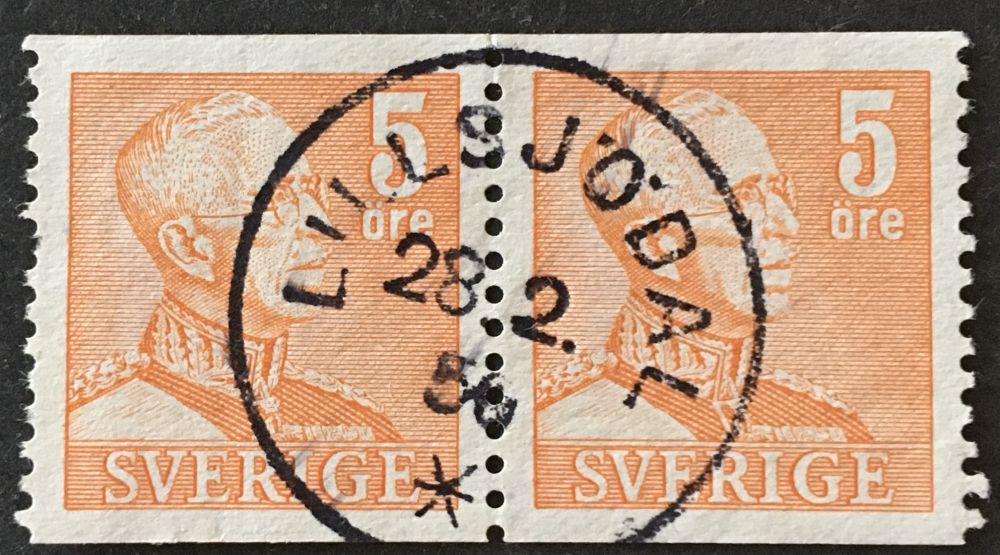 5
öre
SVERIGE
5
öre
SVERIGE
LILLSJÖDAL
28
2.
*